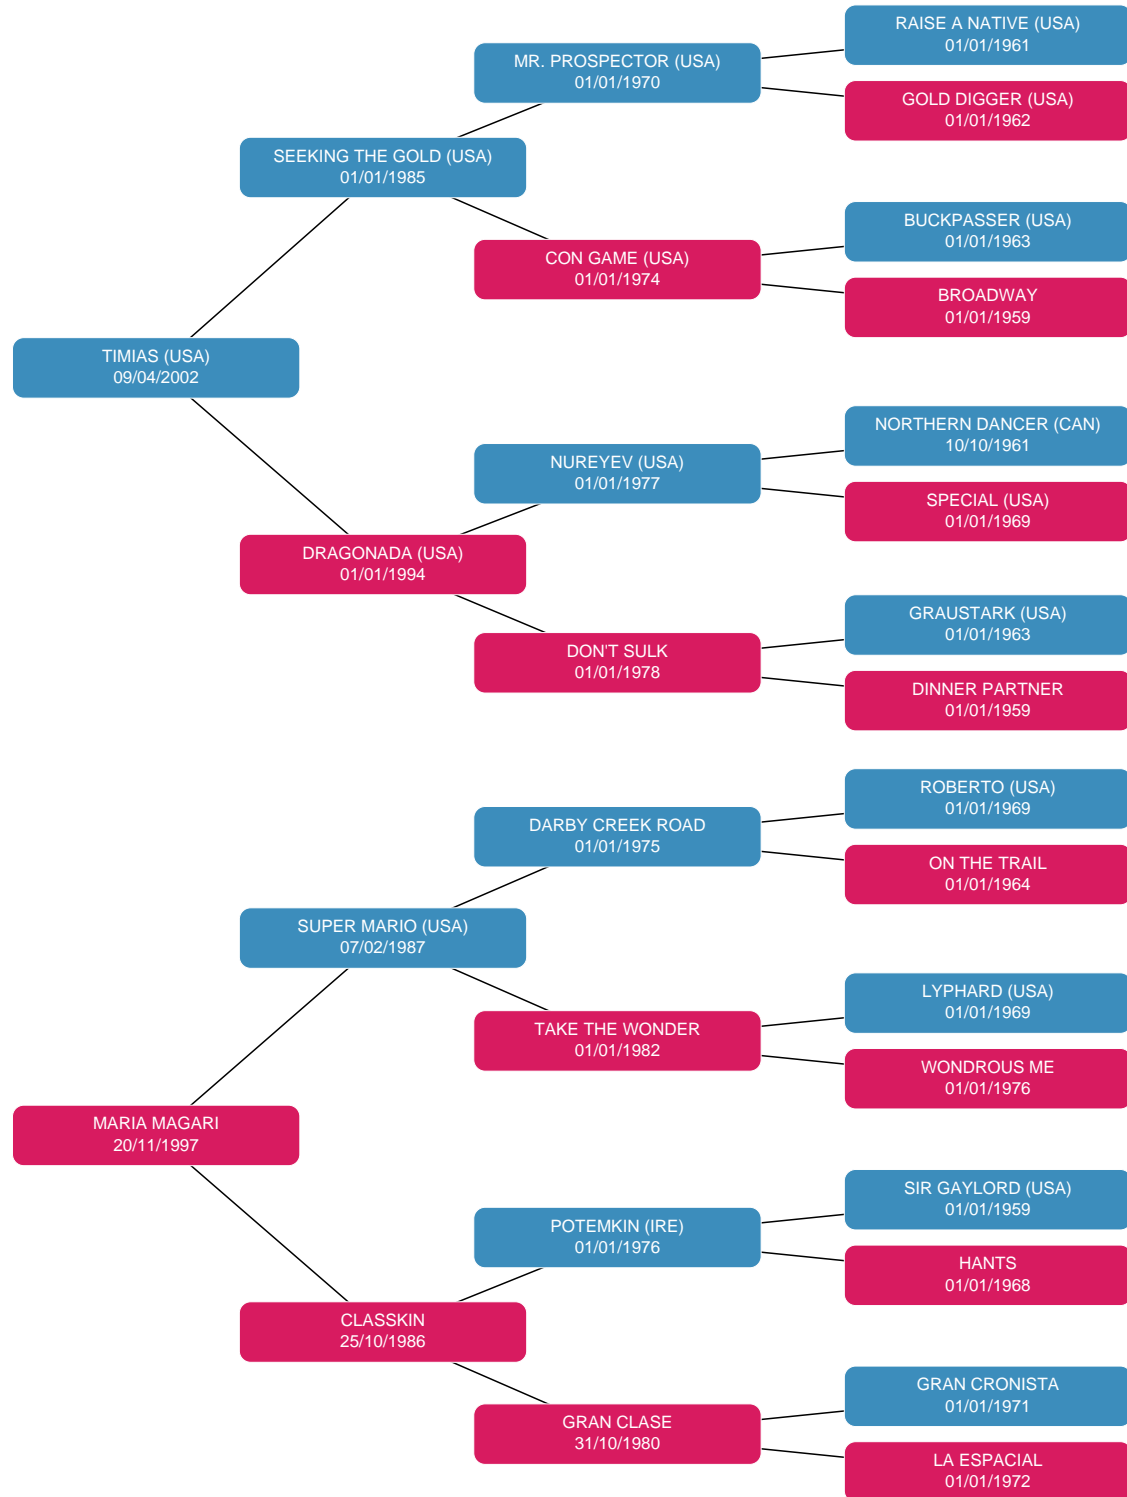 RAISE A NATIVE (USA)
01/01/1961
MR. PROSPECTOR (USA)
01/01/1970
GOLD DIGGER (USA)
01/01/1962
SEEKING THE GOLD (USA)
01/01/1985
BUCKPASSER (USA)
01/01/1963
CON GAME (USA)
01/01/1974
BROADWAY
01/01/1959
TIMIAS (USA)
09/04/2002
NORTHERN DANCER (CAN)
10/10/1961
NUREYEV (USA)
01/01/1977
SPECIAL (USA)
01/01/1969
DRAGONADA (USA)
01/01/1994
GRAUSTARK (USA)
01/01/1963
DON'T SULK
01/01/1978
DINNER PARTNER
01/01/1959
ROBERTO (USA)
01/01/1969
DARBY CREEK ROAD
01/01/1975
ON THE TRAIL
01/01/1964
SUPER MARIO (USA)
07/02/1987
LYPHARD (USA)
01/01/1969
TAKE THE WONDER
01/01/1982
WONDROUS ME
01/01/1976
MARIA MAGARI
20/11/1997
SIR GAYLORD (USA)
01/01/1959
POTEMKIN (IRE)
01/01/1976
HANTS
01/01/1968
CLASSKIN
25/10/1986
GRAN CRONISTA
01/01/1971
GRAN CLASE
31/10/1980
LA ESPACIAL
01/01/1972